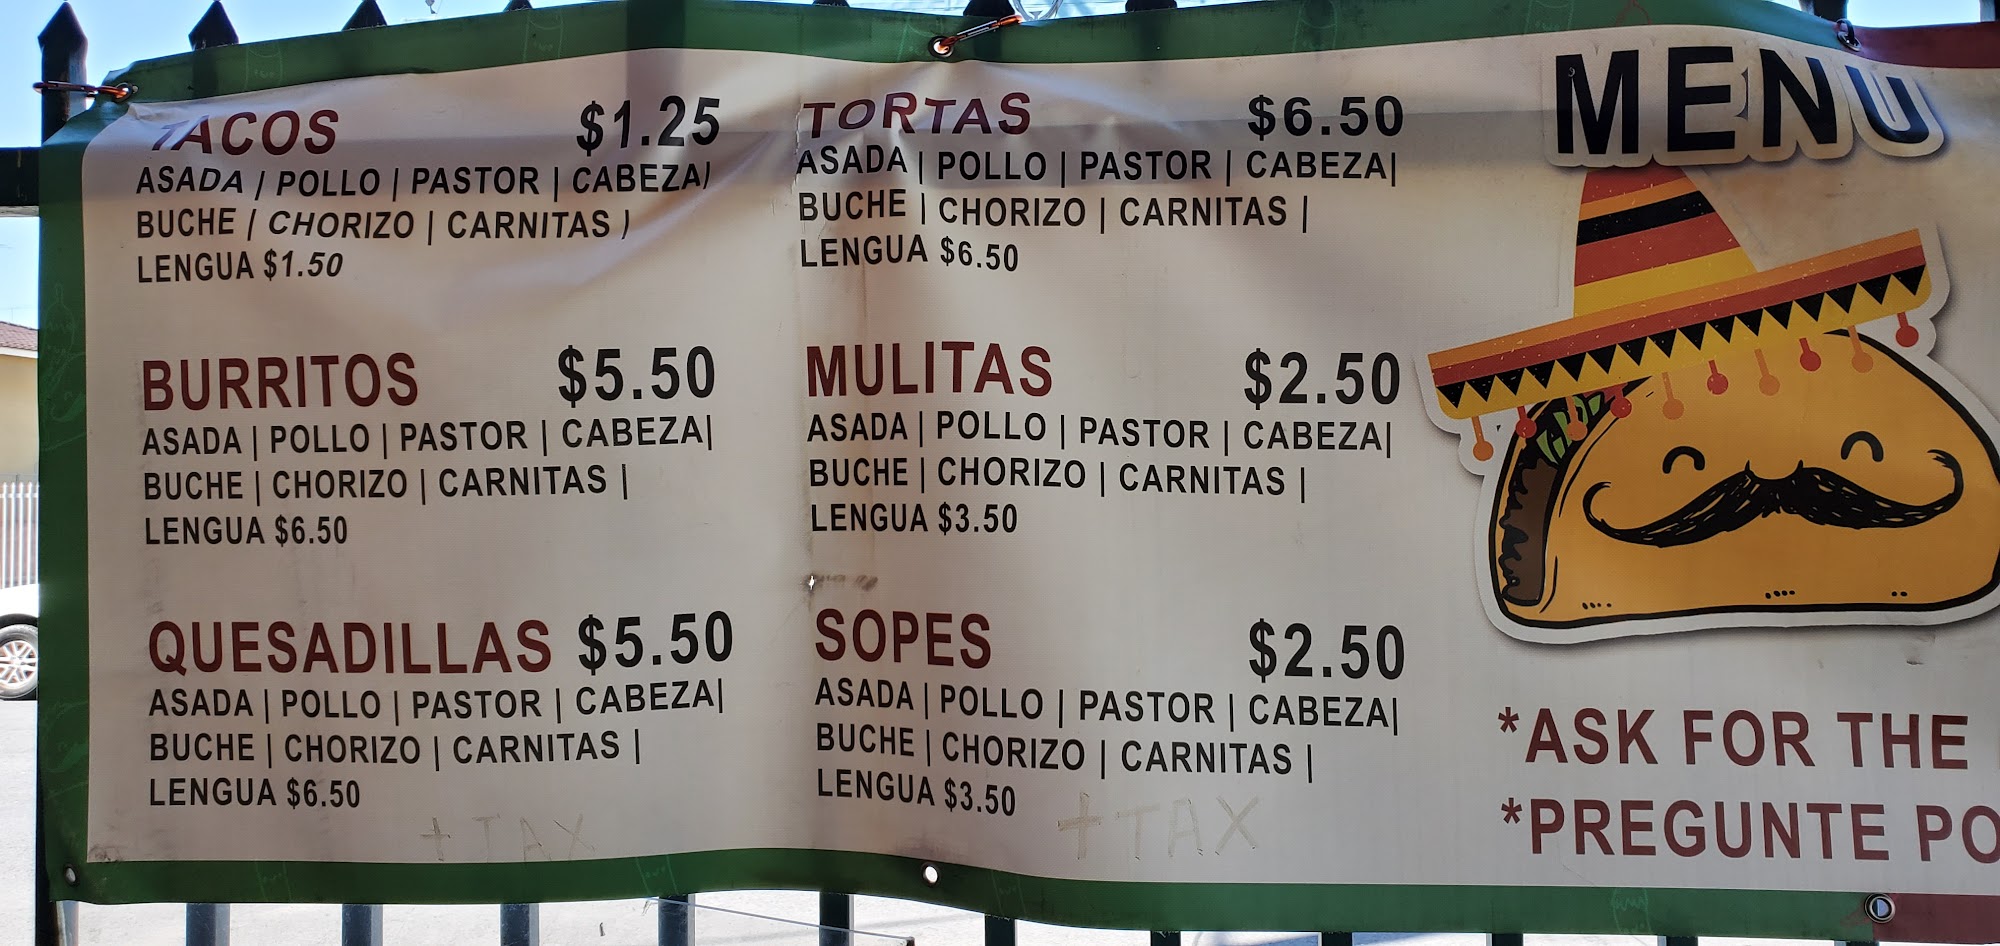 TACOS $1.25
ASADA | POLLO | PASTOR | CABEZA|
BUCHE | CHORIZO | CARNITAS |
LENGUA $1.50
BURRITOS $5.50
ASADA | POLLO | PASTOR | CABEZA|
BUCHE | CHORIZO | CARNITAS |
LENGUA $6.50
QUESADILLAS $5.50
ASADA | POLLO | PASTOR | CABEZA|
BUCHE | CHORIZO | CARNITAS |
LENGUA $6.50
+ TAX
TORTAS $6.50
ASADA | POLLO | PASTOR | CABEZA|
BUCHE | CHORIZO | CARNITAS |
LENGUA $6.50
MULITAS $2.50
ASADA | POLLO | PASTOR | CABEZA|
BUCHE | CHORIZO | CARNITAS |
LENGUA $3.50
SOPES $2.50
ASADA | POLLO | PASTOR | CABEZA|
BUCHE | CHORIZO | CARNITAS |
LENGUA $3.50
+ TAX
MENU
*ASK FOR THE
*PREGUNTE PO